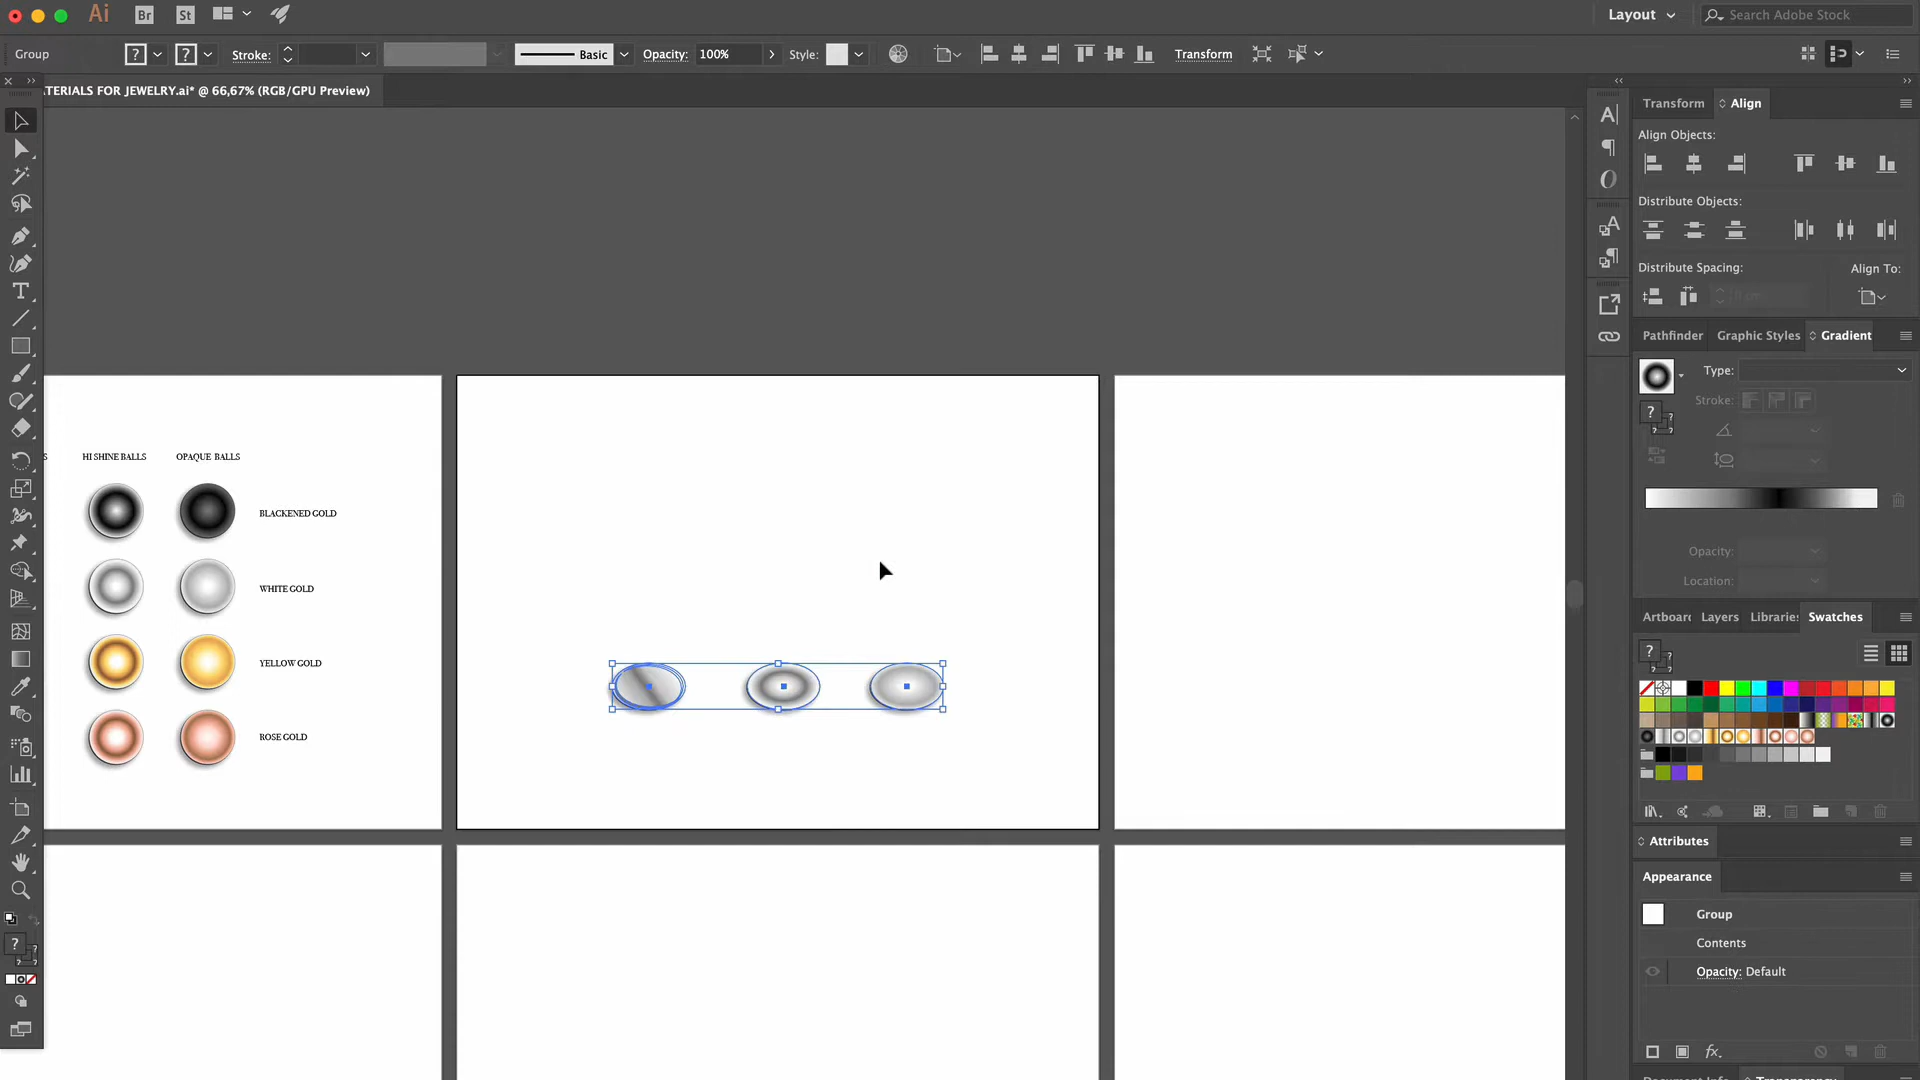 Ai
Br
St
Layout
Search Adobe Stock
Group
?
?
Stroke:
Basic
Opacity:
100%
Style:
Transform
ATERIALS FOR JEWELRY.ai* @ 66,67% (RGB/GPU Preview)
Transform
Align
Align Objects:
Distribute Objects:
Distribute Spacing:
Align To:
Pathfinder
Graphic Styles
Gradient
Type:
Stroke:
?
Opacity:
Location:
S
HI SHINE BALLS
OPAQUE BALLS
BLACKENED GOLD
WHITE GOLD
YELLOW GOLD
ROSE GOLD
Artboar
Layers
Libraries
Swatches
?
Attributes
Appearance
Group
Contents
Opacity: Default
fx
?